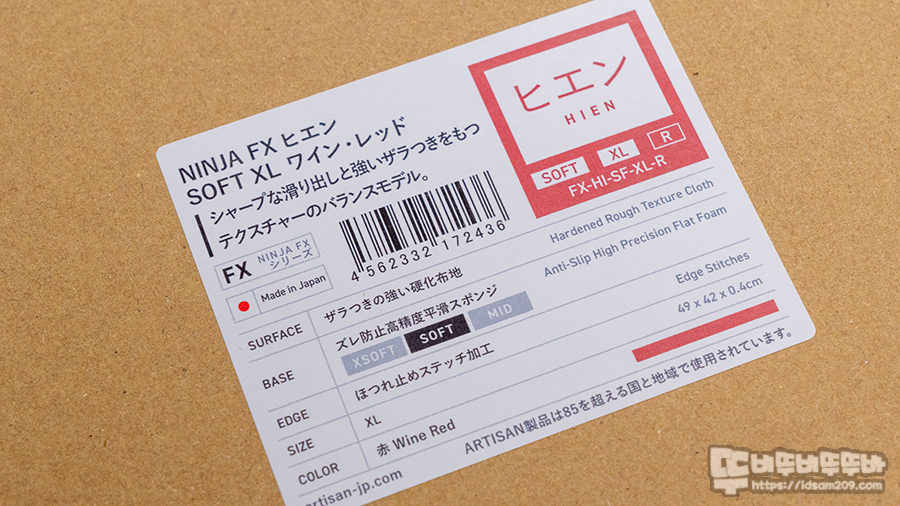 NINJA FX ヒエン
SOFT XL ワイン・レッド
シャープな滑り出しと強いザラつきをもつ
テクスチャーのバランスモデル。
ヒエン
HIEN
SOFT XL R
FX-HI-SF-XL-R
FX NINJA FX
シリーズ
Made in Japan
4 562332 172436
SURFACE ザラつきの強い硬化布地 Hardened Rough Texture Cloth
BASE ズレ防止高精度平滑スポンジ Anti-Slip High Precision Flat Foam
XSOFT SOFT MID
EDGE ほつれ止めステッチ加工 Edge Stitches
SIZE XL 49 x 42 x 0.4cm
COLOR 赤 Wine Red
artisan-jp.com ARTISAN製品は85を超える国と地域で使用されています。
뚜 바뚜바뚜뚜바
https://idsam209.com